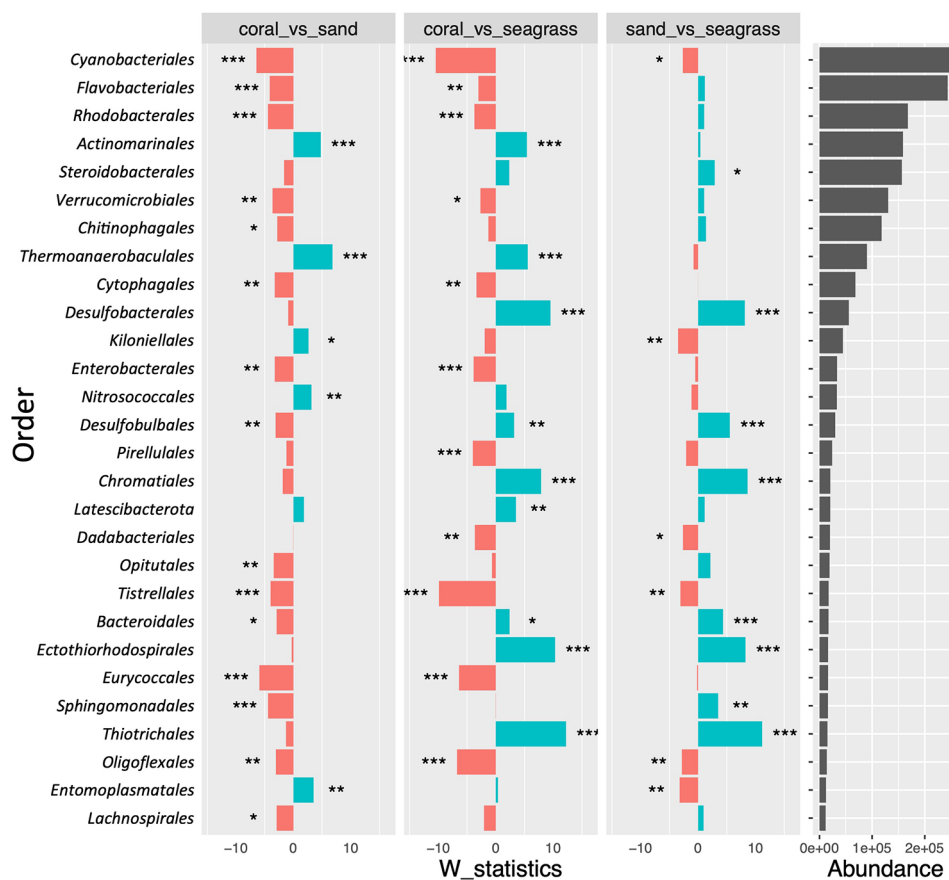 coral_vs_sand coral_vs_seagrass sand_vs_seagrass
Cyanobacteriales *** *** *
Flavobacteriales *** **
Rhodobacterales *** ***
Actinomarinales *** ***
Steroidobacterales *
Verrucomicrobiales ** *
Chitinophagales *
Thermoanaerobaculales *** ***
Cytophagales ** **
Desulfobacterales *** ***
Kiloniellales * **
Enterobacterales ** ***
Nitrosococcales **
Desulfobulbales ** ** ***
Pirellulales ***
Chromatiales *** ***
Latescibacterota **
Dadabacteriales ** *
Opitutales **
Tistrellales *** *** **
Bacteroidales * * ***
Ectothiorhodospirales *** ***
Eurycoccales *** ***
Sphingomonadales *** **
Thiotrichales *** ***
Oligoflexales ** *** **
Entomoplasmatales ** **
Lachnospirales *
Order
−10 0 10 −10 0 10 −10 0 10 0e+00 1e+05 2e+05
W_statistics Abundance